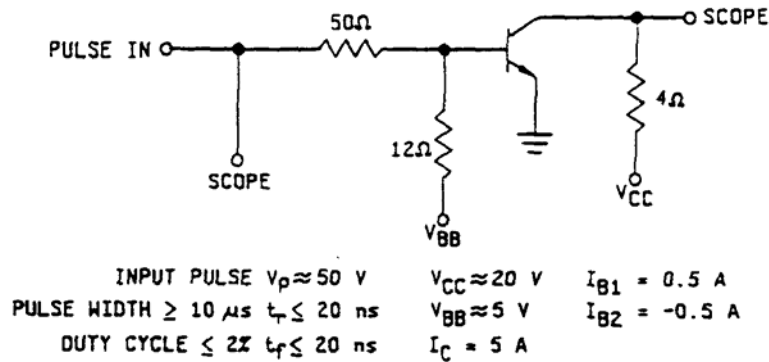 50Ω
SCOPE
PULSE IN
4Ω
12Ω
SCOPE
VCC
VBB
INPUT PULSE Vp≈50 V VCC≈20 V IB1 = 0.5 A
PULSE WIDTH ≥ 10 μs tr≤ 20 ns VBB≈5 V IB2 = -0.5 A
DUTY CYCLE ≤ 2% tf≤ 20 ns IC = 5 A